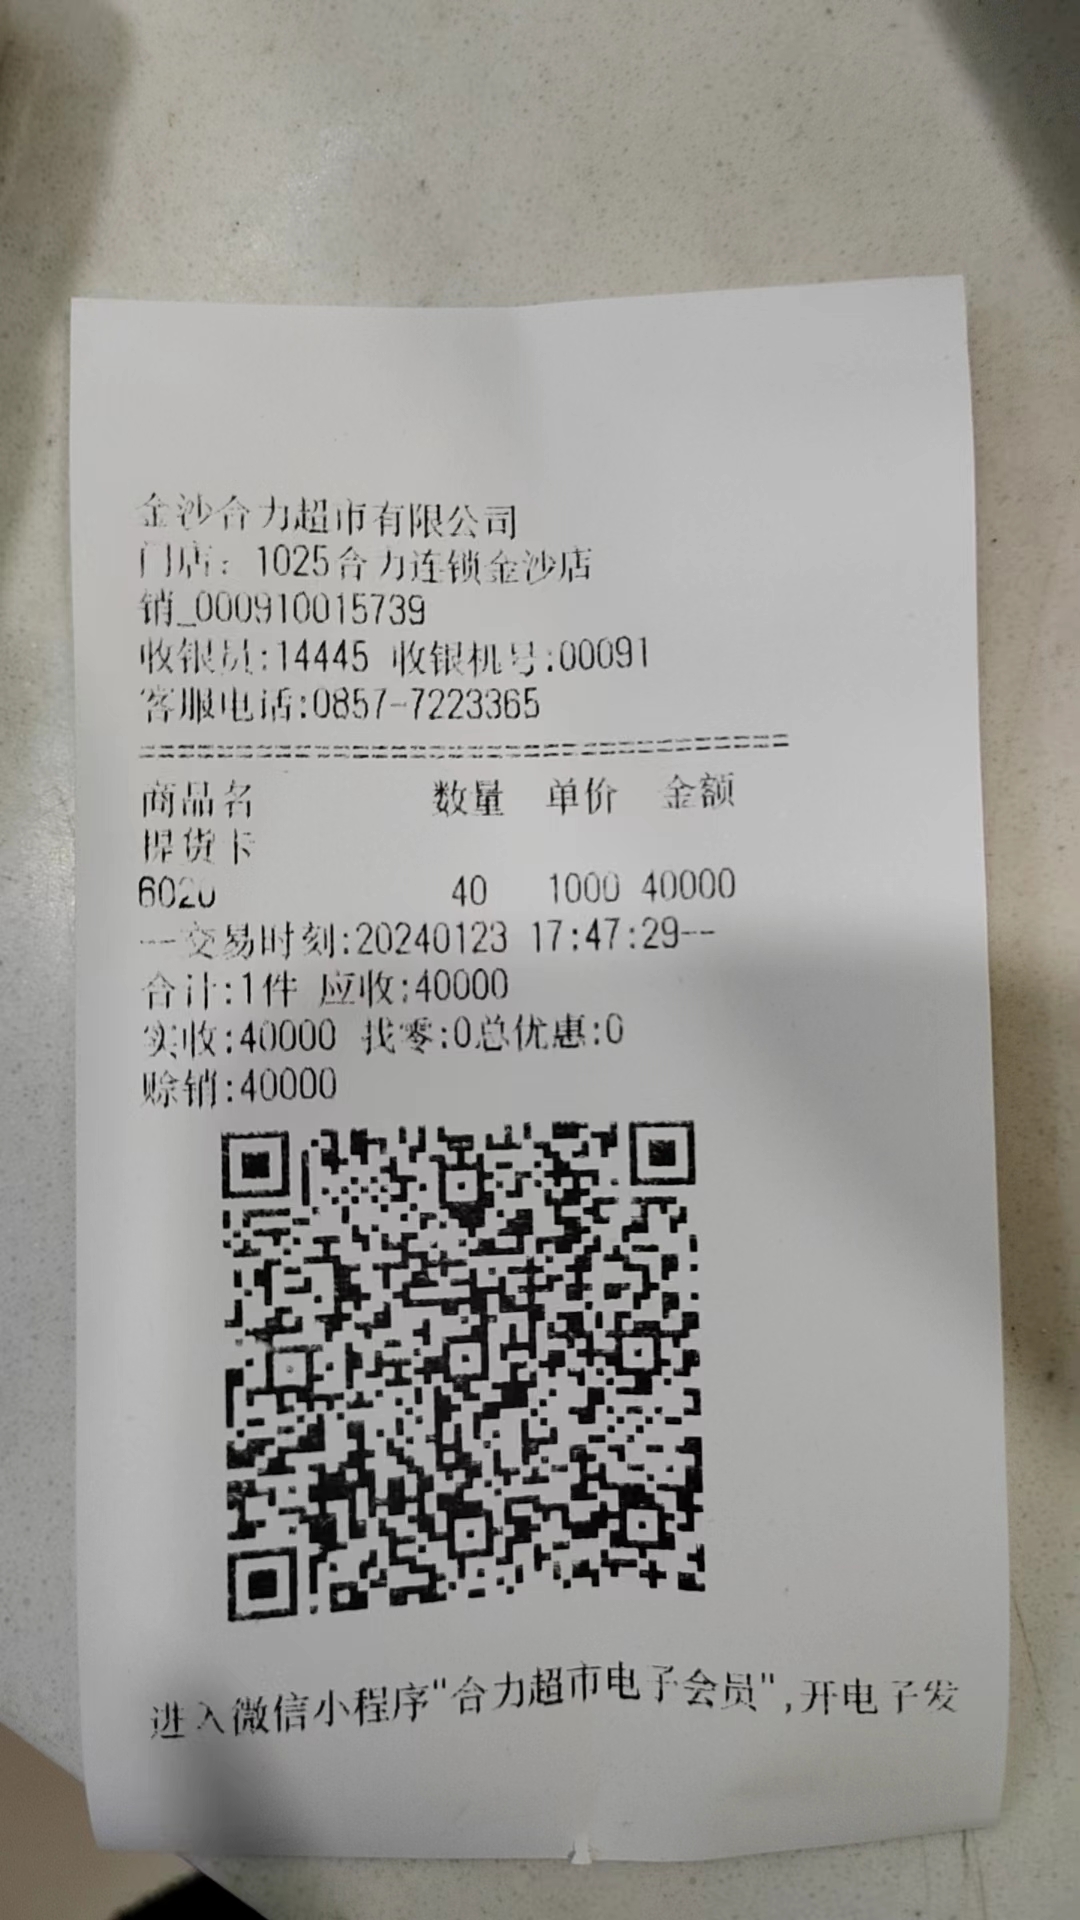 金沙合力超市有限公司
门店: 1025合力连锁金沙店
销_000910015739
收银员:14445 收银机号:00091
客服电话:0857-7223365
==================================
商品名 数量 单价 金额
提货卡
6020 40 1000 40000
--交易时刻:20240123 17:47:29--
合计:1件 应收:40000
实收:40000 找零:0总优惠:0
赊销:40000
进入微信小程序"合力超市电子会员",开电子发